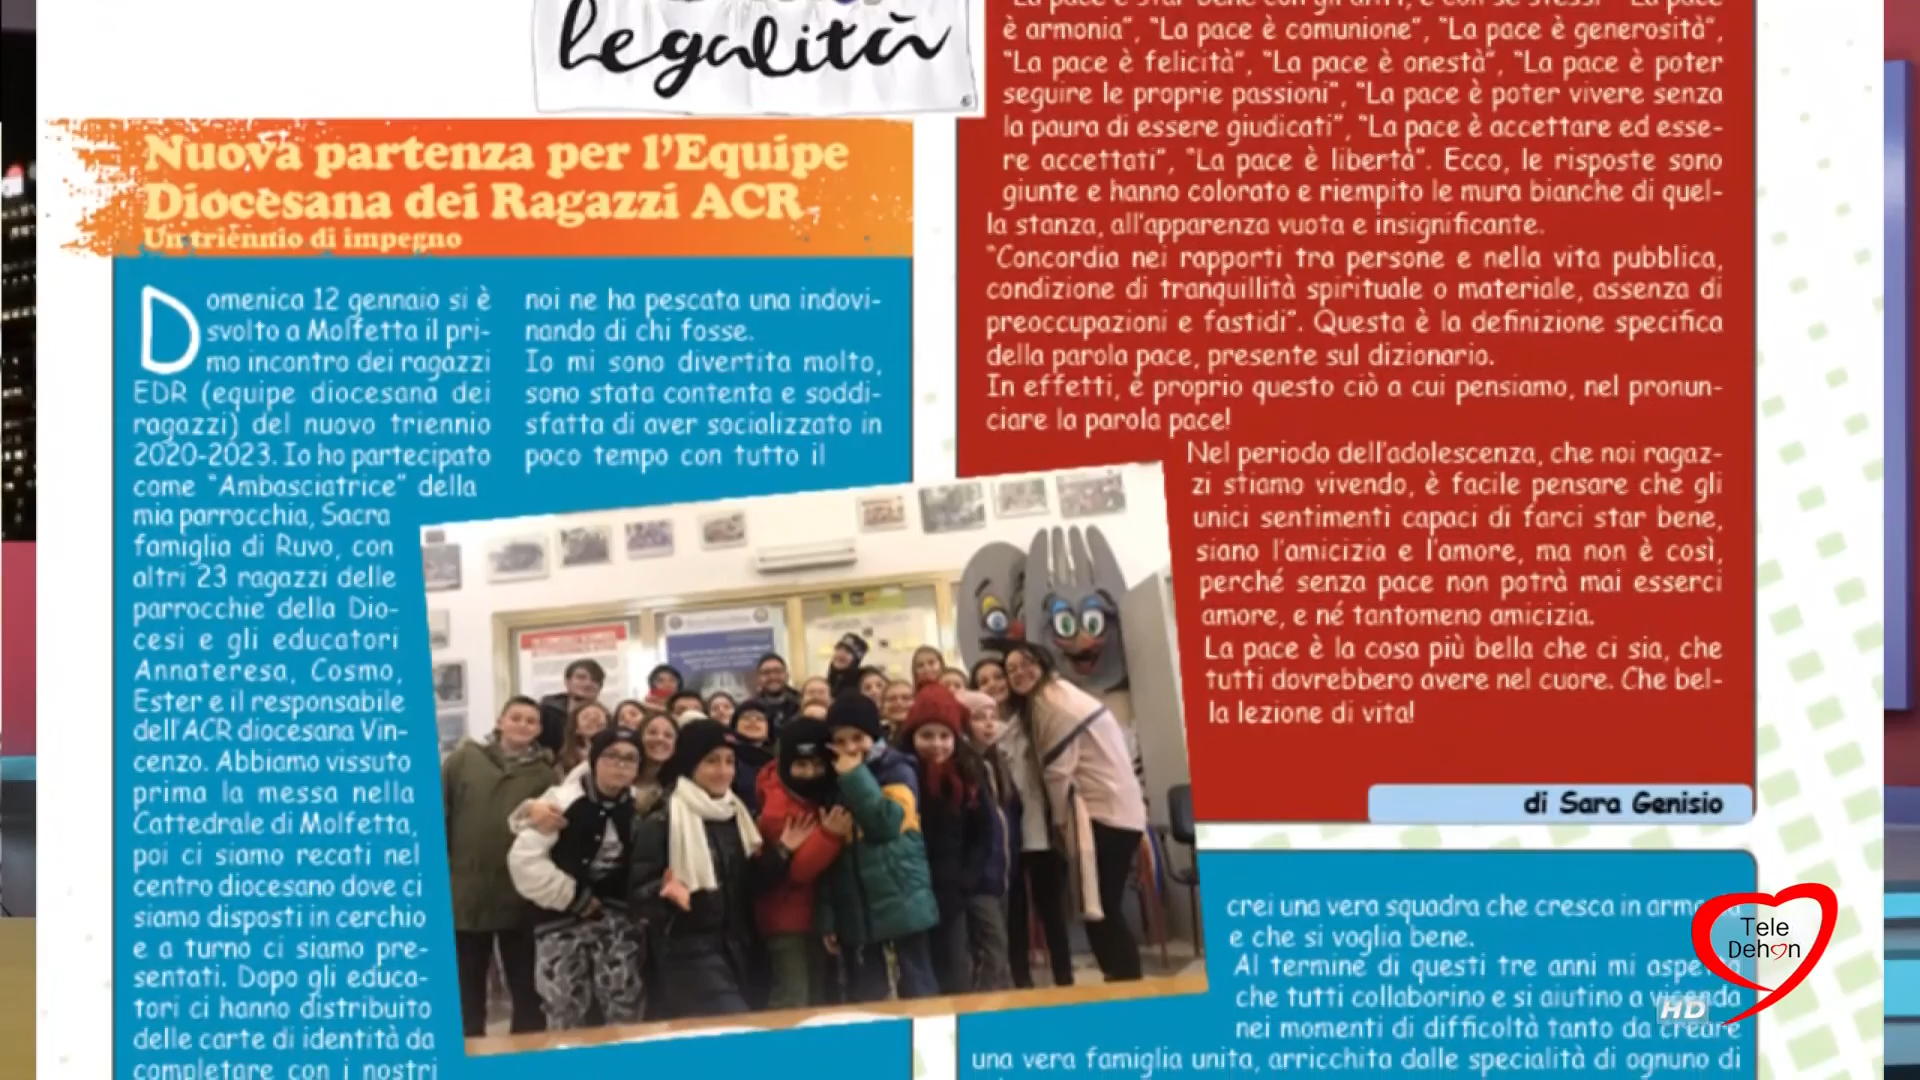 legalità
Nuova partenza per l'Equipe
Diocesana dei Ragazzi ACR
Un triennio di impegno
Domenica 12 gennaio si è
svolto a Molfetta il pri-
mo incontro dei ragazzi
EDR (equipe diocesana dei
ragazzi) del nuovo triennio
2020-2023. Io ho partecipato
come "Ambasciatrice" della
mia parrocchia, Sacra
famiglia di Ruvo, con
altri 23 ragazzi delle
parrocchie della Dio-
cesi e gli educatori
Annateresa, Cosmo,
Ester e il responsabile
dell'ACR diocesana Vin-
cenzo. Abbiamo vissuto
prima la messa nella
Cattedrale di Molfetta,
poi ci siamo recati nel
centro diocesano dove ci
siamo disposti in cerchio
e a turno ci siamo pre-
sentati. Dopo gli educa-
tori ci hanno distribuito
delle carte di identità da
completare con i nostri
noi ne ha pescata una indovi-
nando di chi fosse.
Io mi sono divertita molto,
sono stata contenta e soddi-
sfatta di aver socializzato in
poco tempo con tutto il
"La pace è star bene con gli altri, e con se stessi" "La pace
è armonia", "La pace è comunione", "La pace è generosità",
"La pace è felicità", "La pace è onestà", "La pace è poter
seguire le proprie passioni", "La pace è poter vivere senza
la paura di essere giudicati", "La pace è accettare ed esse-
re accettati", "La pace è libertà". Ecco, le risposte sono
giunte e hanno colorato e riempito le mura bianche di quel-
la stanza, all'apparenza vuota e insignificante.
"Concordia nei rapporti tra persone e nella vita pubblica,
condizione di tranquillità spirituale o materiale, assenza di
preoccupazioni e fastidi". Questa è la definizione specifica
della parola pace, presente sul dizionario.
In effetti, è proprio questo ciò a cui pensiamo, nel pronun-
ciare la parola pace!
Nel periodo dell'adolescenza, che noi ragaz-
zi stiamo vivendo, è facile pensare che gli
unici sentimenti capaci di farci star bene,
siano l'amicizia e l'amore, ma non è così,
perché senza pace non potrà mai esserci
amore, e né tantomeno amicizia.
La pace è la cosa più bella che ci sia, che
tutti dovrebbero avere nel cuore. Che bel-
la lezione di vita!
di Sara Genisio
crei una vera squadra che cresca in armonia
e che si voglia bene.
Al termine di questi tre anni mi aspetto
che tutti collaborino e si aiutino a vicenda
nei momenti di difficoltà tanto da creare
una vera famiglia unita, arricchita dalle specialità di ognuno di
Tele
Dehon
HD